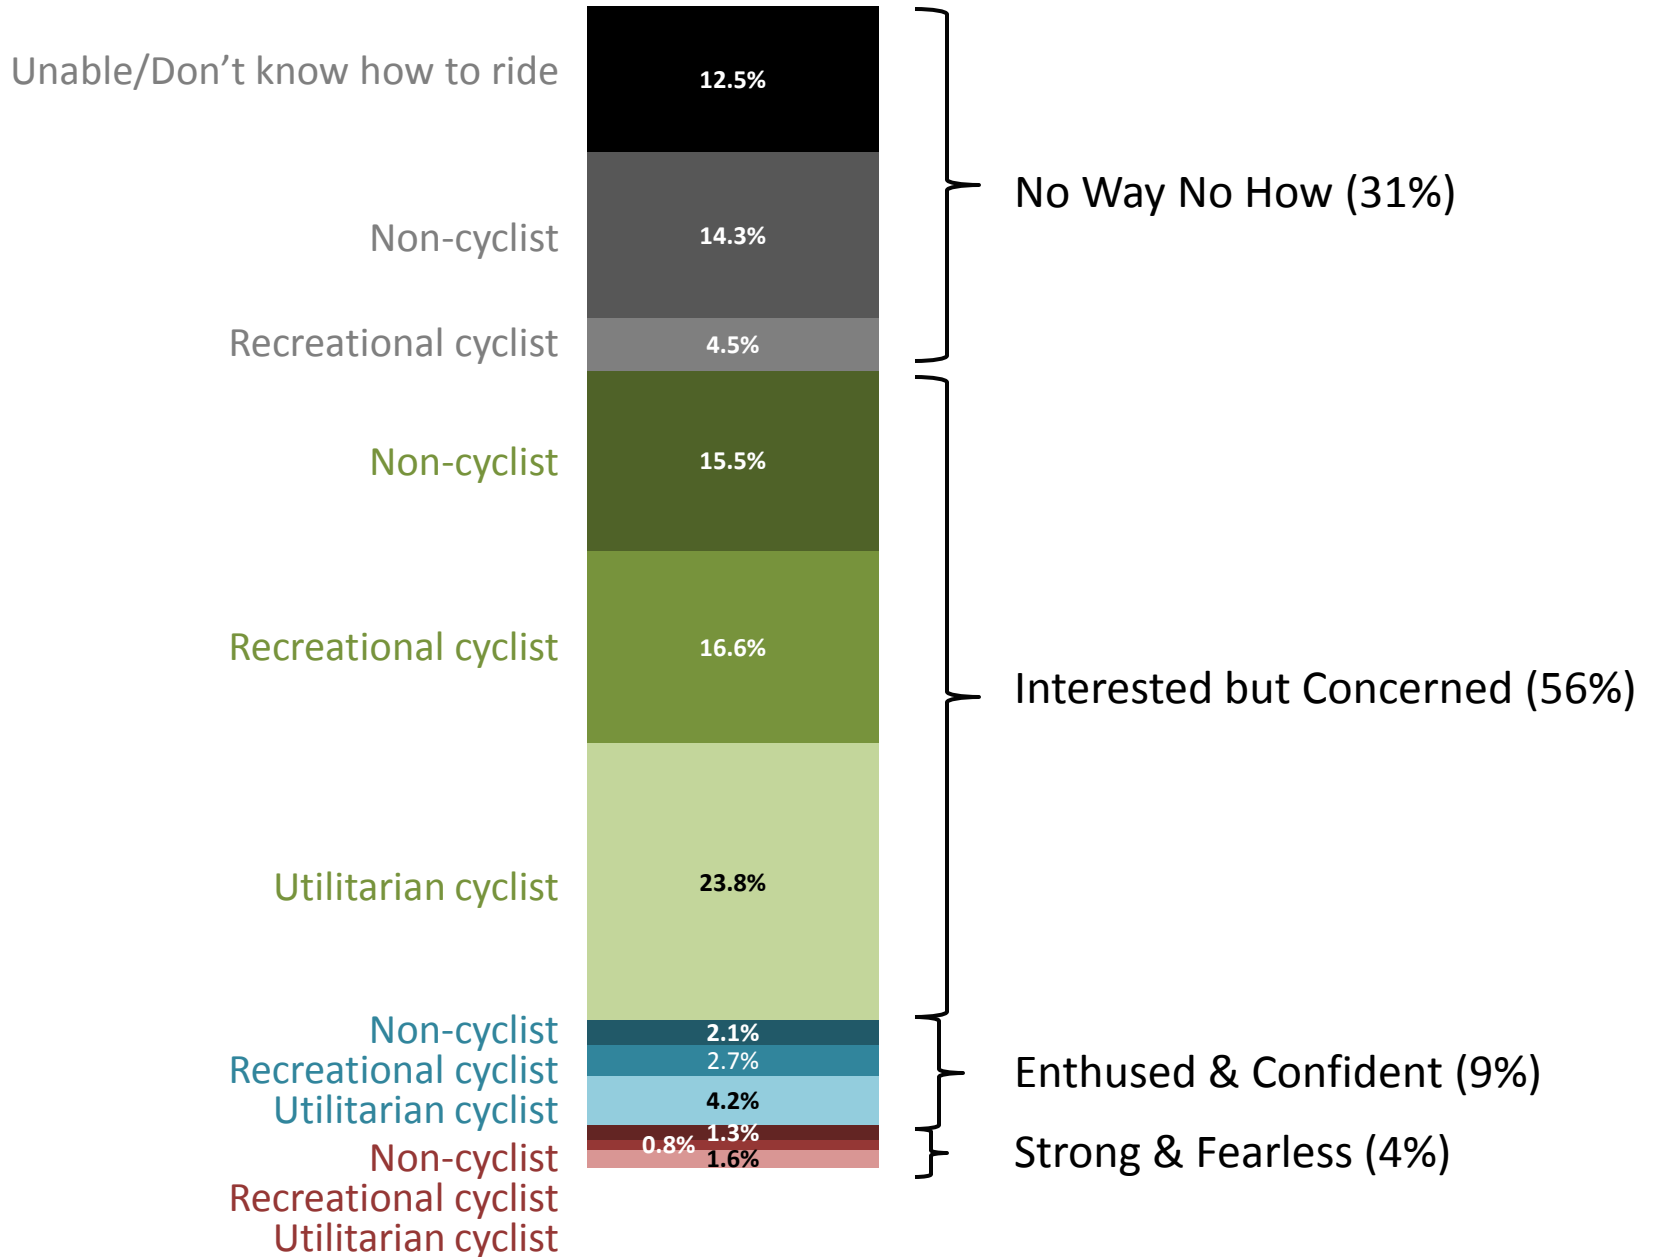 Unable/Don’t know how to ride
12.5%
Non-cyclist
14.3%
Recreational cyclist
4.5%
No Way No How (31%)
Non-cyclist
15.5%
Recreational cyclist
16.6%
Utilitarian cyclist
23.8%
Interested but Concerned (56%)
Non-cyclist
2.1%
Recreational cyclist
2.7%
Utilitarian cyclist
4.2%
Enthused & Confident (9%)
Non-cyclist
1.3%
Recreational cyclist
0.8%
Utilitarian cyclist
1.6%
Strong & Fearless (4%)